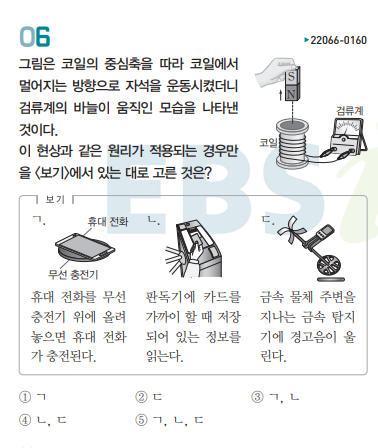 06
▶22066-0160
그림은 코일의 중심축을 따라 코일에서
멀어지는 방향으로 자석을 운동시켰더니
검류계의 바늘이 움직인 모습을 나타낸
것이다.
S
N
검류계
코일
이 현상과 같은 원리가 적용되는 경우만
을 〈보기〉에서 있는 대로 고른 것은?
EBS
보기
ㄱ.
휴대 전화
무선 충전기
휴대 전화를 무선
충전기 위에 올려
놓으면 휴대 전화
가 충전된다.
ㄴ.
판독기에 카드를
가까이 할 때 저장
되어 있는 정보를
읽는다.
ㄷ.
금속 물체 주변을
지나는 금속 탐지
기에 경고음이 울
린다.
① ㄱ
② ㄷ
③ ㄱ, ㄴ
④ ㄴ, ㄷ
⑤ ㄱ, ㄴ, ㄷ